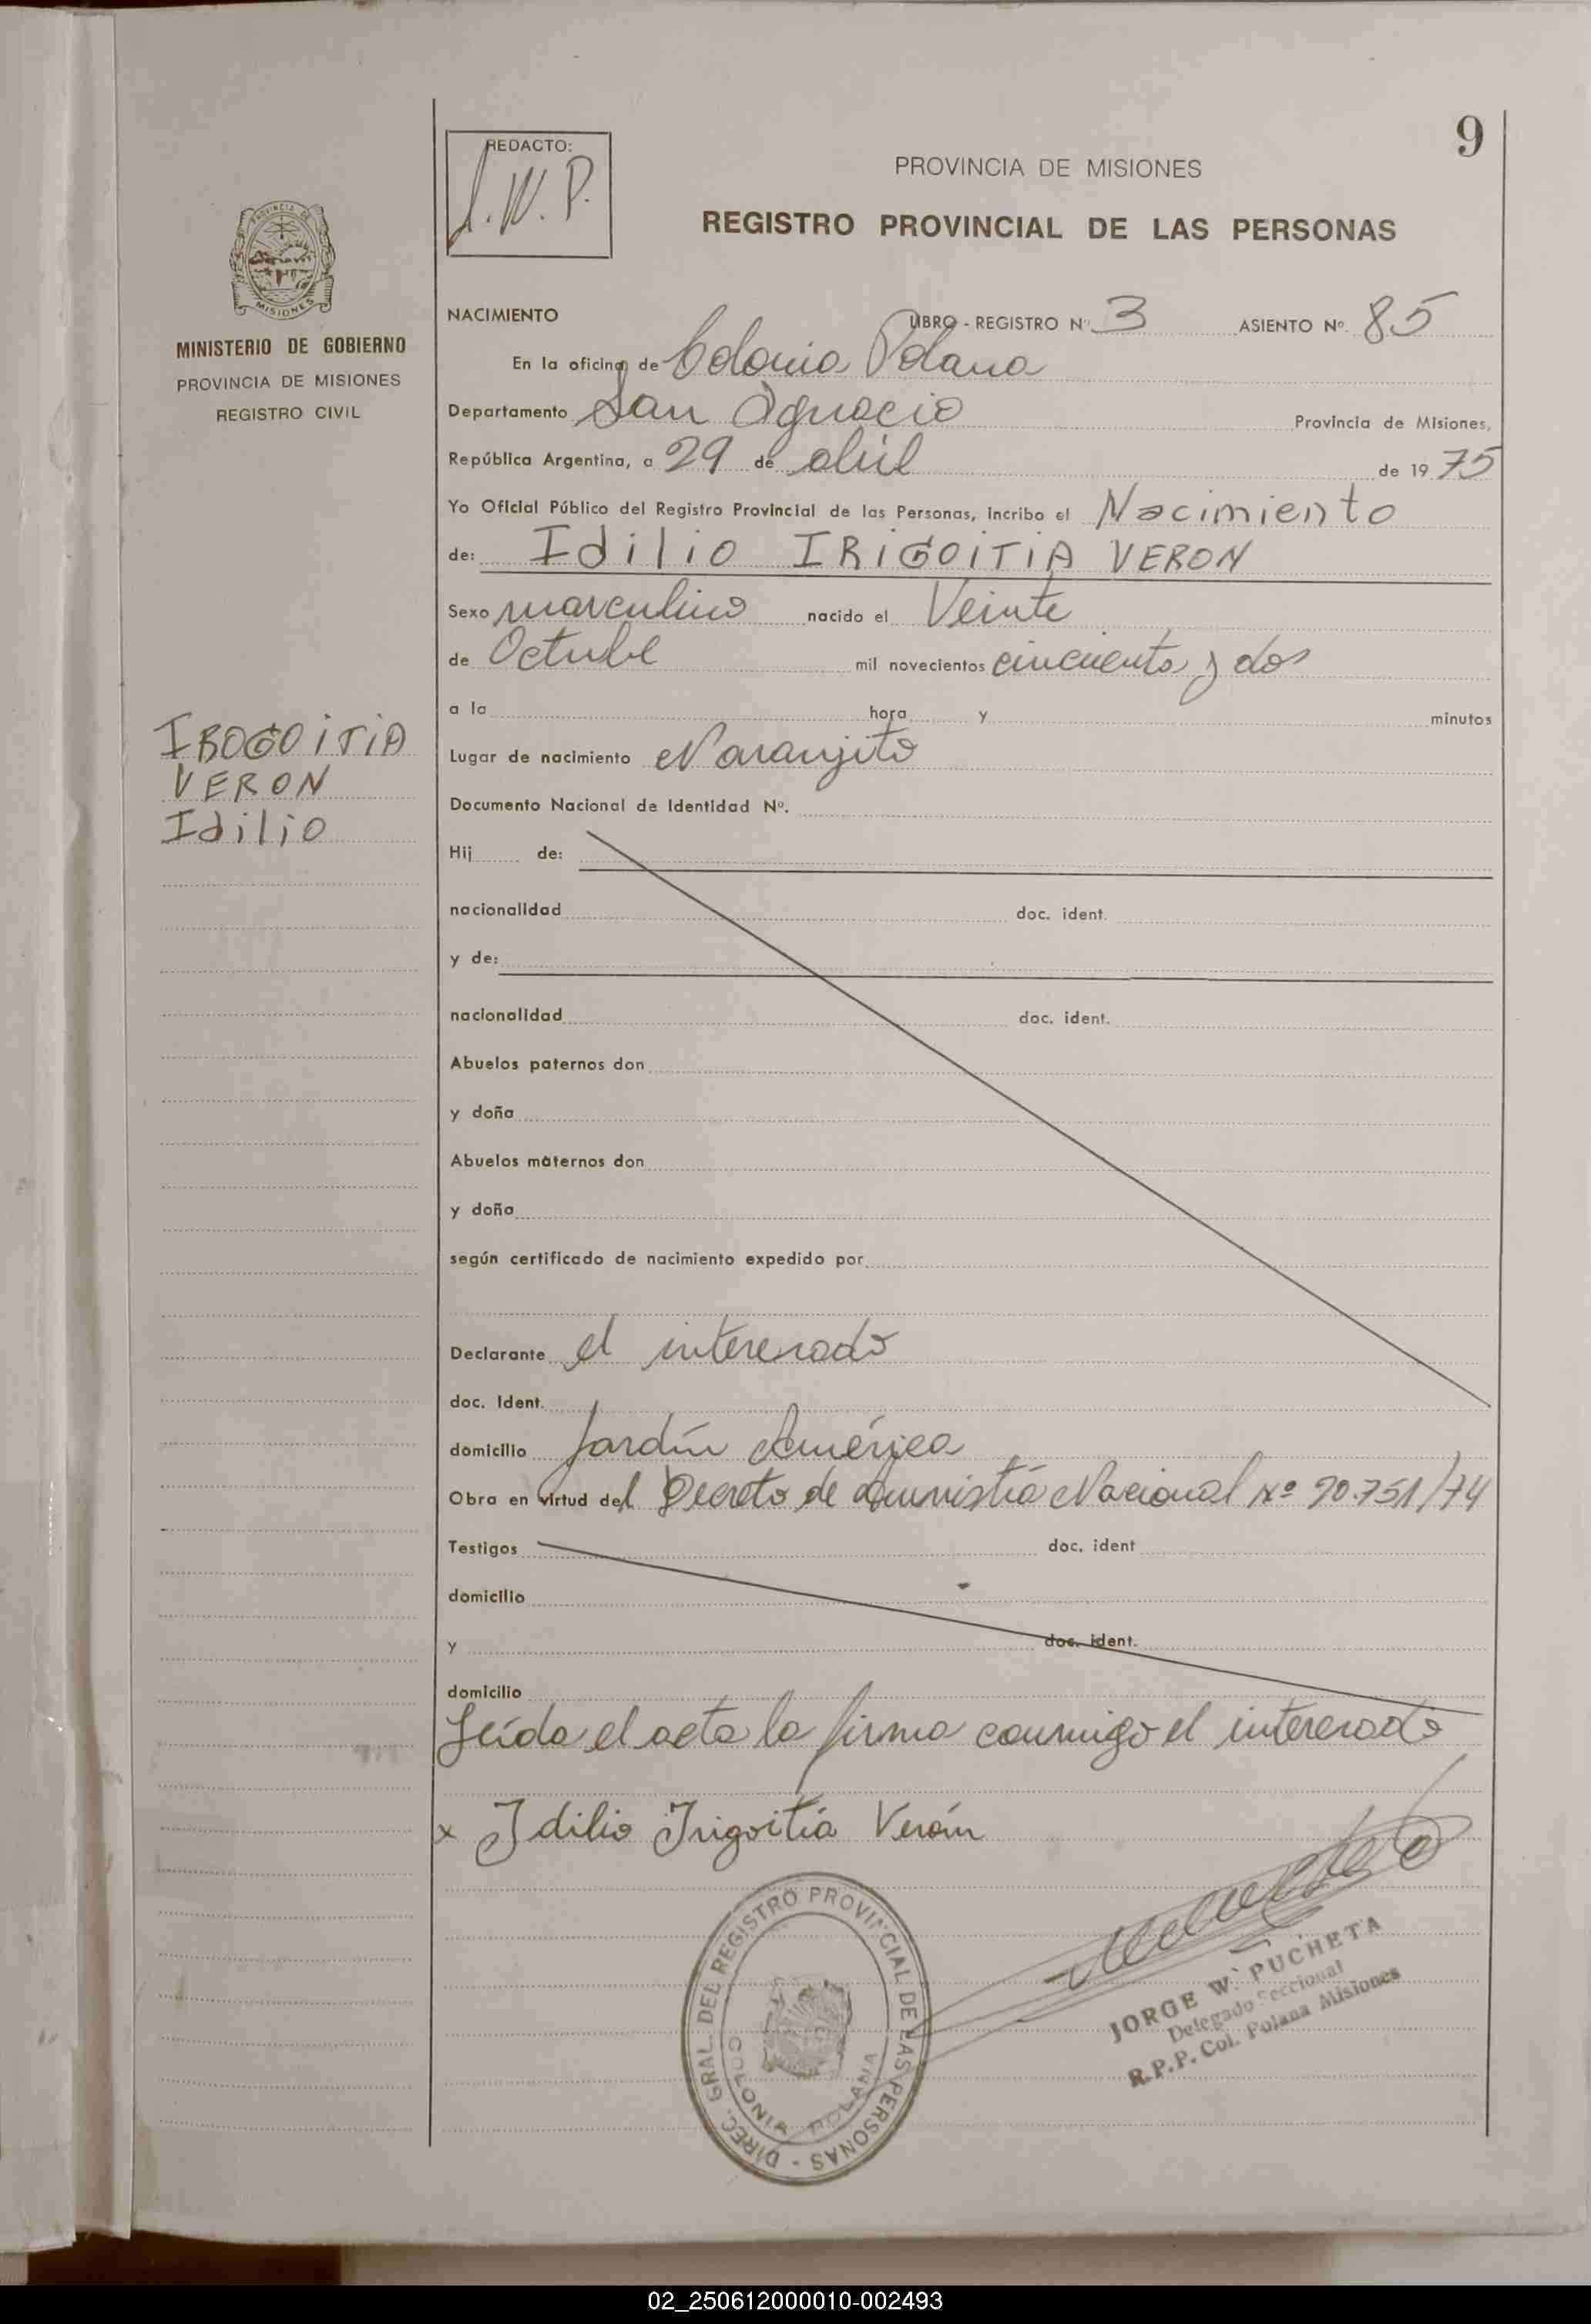 9
REDACTO:
J.W.P.
PROVINCIA DE MISIONES
REGISTRO PROVINCIAL DE LAS PERSONAS
PROVINCIA DE
MISIONES
MINISTERIO DE GOBIERNO
PROVINCIA DE MISIONES
REGISTRO CIVIL
IROGOITIA
VERON
Idilio
NACIMIENTO LIBRO - REGISTRO Nº 3 ASIENTO Nº. 85
En la oficina de Colonia Polana
Departamento San Ignacio Provincia de Misiones,
República Argentina, a 29 de abril de 1975
Yo Oficial Público del Registro Provincial de las Personas, incribo el Nacimiento
de: Idilio IRIGOITIA VERON
Sexo masculino nacido el Veinte
de Octubre mil novecientos cincuenta y dos
a la hora y minutos
Lugar de nacimiento Naranjito
Documento Nacional de Identidad Nº.
Hij de:
nacionalidad doc. ident.
y de:
nacionalidad doc. ident.
Abuelos paternos don
y doña
Abuelos maternos don
y doña
según certificado de nacimiento expedido por
Declarante el interesado
doc. Ident.
domicilio Jardín América
Obra en virtud del Decreto de Amnistía Nacional Nº 90.751/74
Testigos doc. ident
domicilio
y doc. ident.
domicilio
Leída el acta la firma conmigo el interesado
x Idilio Irigoitia Verón
DIREC. GRAL. DEL REGISTRO PROVINCIAL DE LAS PERSONAS -
COLONIA POLANA
JORGE W. PUCHETA
Delegado Seccional
R.P.P. Col. Polana Misiones
02_250612000010-002493